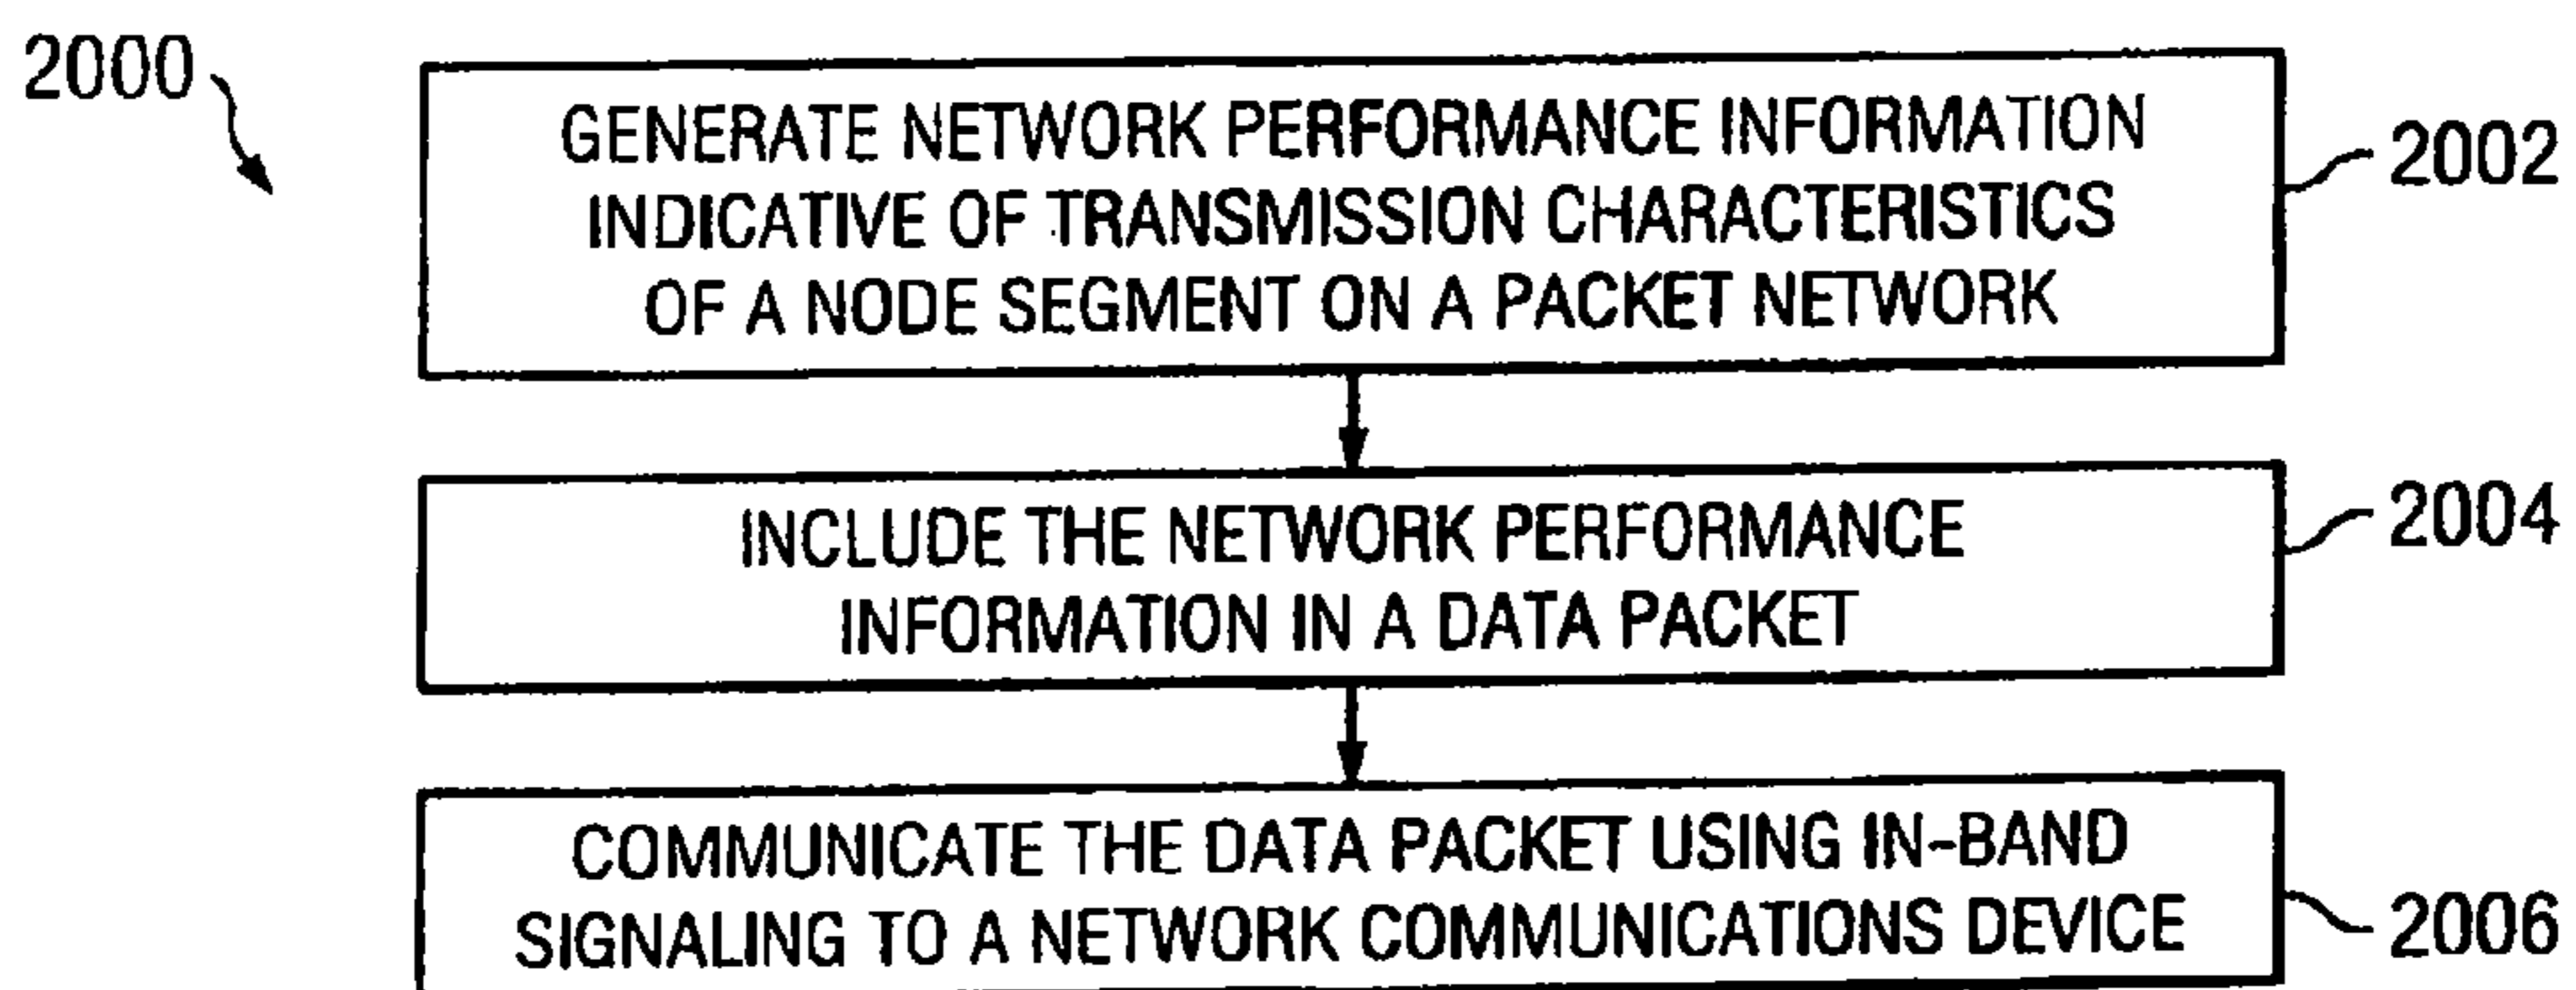 2000
GENERATE NETWORK PERFORMANCE INFORMATION
INDICATIVE OF TRANSMISSION CHARACTERISTICS
OF A NODE SEGMENT ON A PACKET NETWORK
2002
INCLUDE THE NETWORK PERFORMANCE
INFORMATION IN A DATA PACKET
2004
COMMUNICATE THE DATA PACKET USING IN-BAND
SIGNALING TO A NETWORK COMMUNICATIONS DEVICE
2006